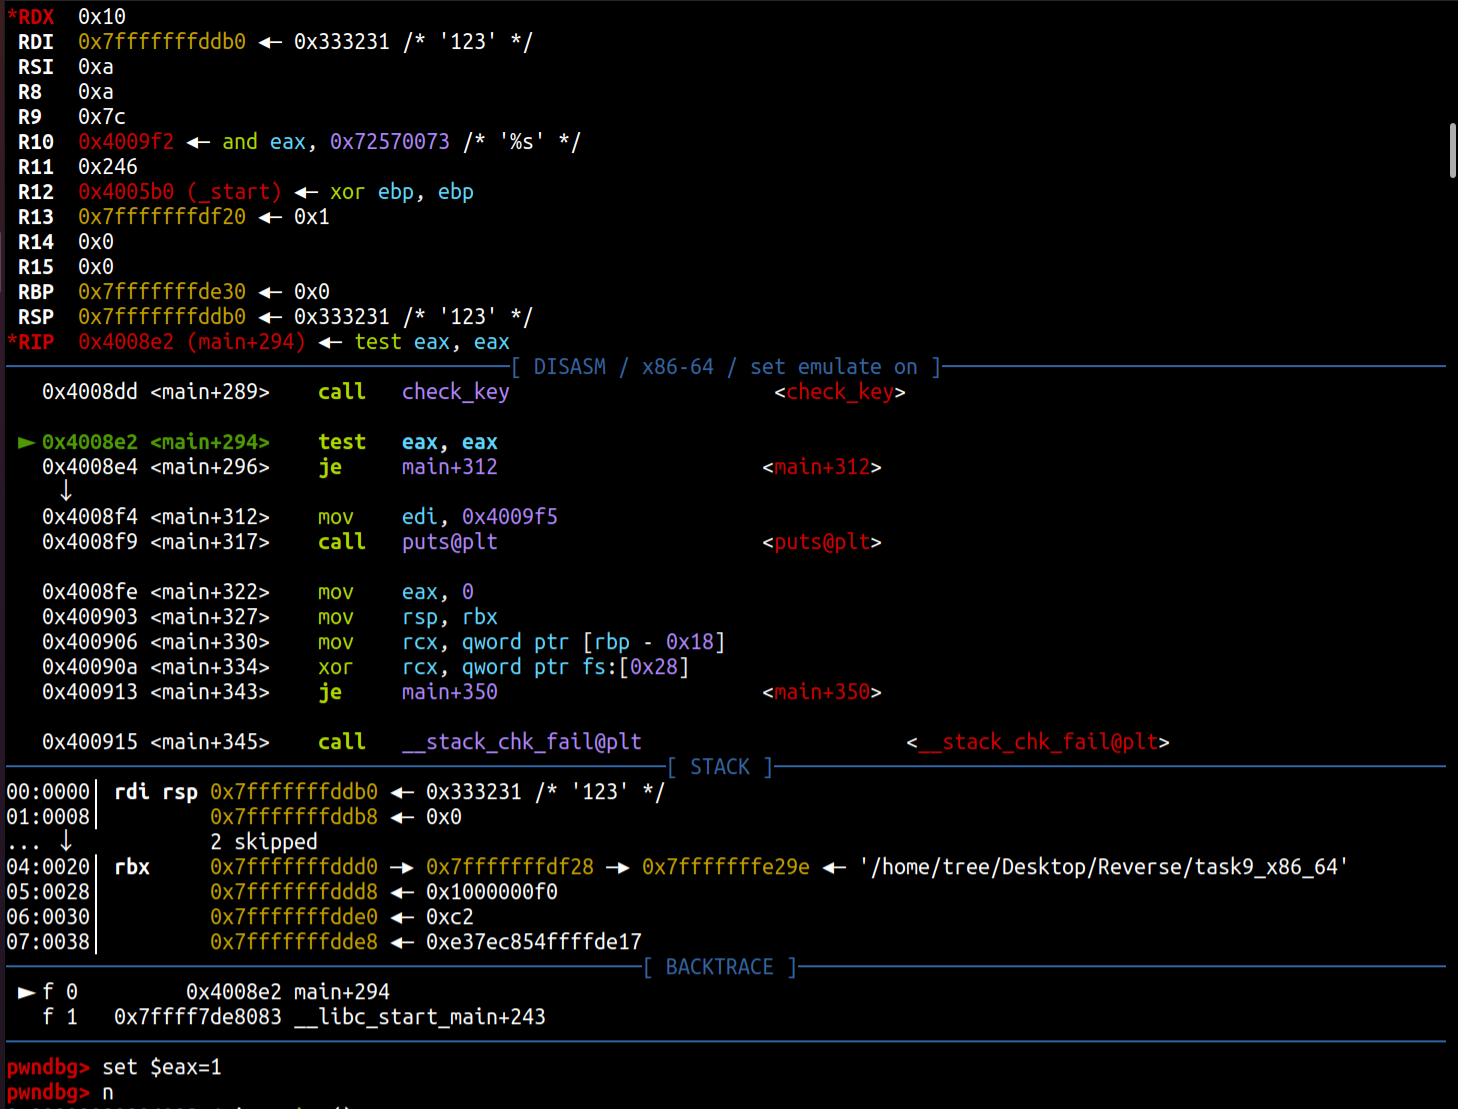 *RDX  0x10
RDI  0x7fffffffddb0 ◂— 0x333231 /* '123' */
RSI  0xa
R8   0xa
R9   0x7c
R10  0x4009f2 ◂— and eax, 0x72570073 /* '%s' */
R11  0x246
R12  0x4005b0 (_start) ◂— xor ebp, ebp
R13  0x7fffffffdf20 ◂— 0x1
R14  0x0
R15  0x0
RBP  0x7fffffffde30 ◂— 0x0
RSP  0x7fffffffddb0 ◂— 0x333231 /* '123' */
*RIP  0x4008e2 (main+294) ◂— test eax, eax
[ DISASM / x86-64 / set emulate on ]
0x4008dd <main+289>    call   check_key                      <check_key>
► 0x4008e2 <main+294>    test   eax, eax
0x4008e4 <main+296>    je     main+312                      <main+312>
↓
0x4008f4 <main+312>    mov    edi, 0x4009f5
0x4008f9 <main+317>    call   puts@plt                      <puts@plt>
0x4008fe <main+322>    mov    eax, 0
0x400903 <main+327>    mov    rsp, rbx
0x400906 <main+330>    mov    rcx, qword ptr [rbp - 0x18]
0x40090a <main+334>    xor    rcx, qword ptr fs:[0x28]
0x400913 <main+343>    je     main+350                      <main+350>
0x400915 <main+345>    call   __stack_chk_fail@plt                      <__stack_chk_fail@plt>
[ STACK ]
00:0000│ rdi rsp 0x7fffffffddb0 ◂— 0x333231 /* '123' */
01:0008│         0x7fffffffddb8 ◂— 0x0
... ↓            2 skipped
04:0020│ rbx     0x7fffffffddd0 —▸ 0x7fffffffdf28 —▸ 0x7fffffffe29e ◂— '/home/tree/Desktop/Reverse/task9_x86_64'
05:0028│         0x7fffffffddd8 ◂— 0x1000000f0
06:0030│         0x7fffffffdde0 ◂— 0xc2
07:0038│         0x7fffffffdde8 ◂— 0xe37ec854ffffde17
[ BACKTRACE ]
► f 0         0x4008e2 main+294
f 1   0x7ffff7de8083 __libc_start_main+243
pwndbg> set $eax=1
pwndbg> n